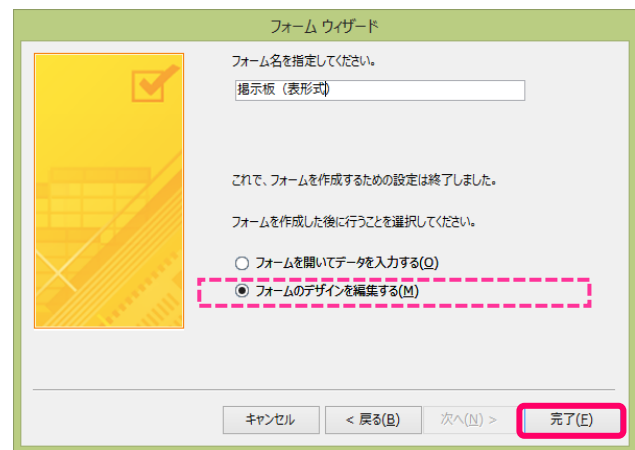 フォーム ウィザード
フォーム名を指定してください。
掲示板（表形式）
これで、フォームを作成するための設定は終了しました。
フォームを作成した後に行うことを選択してください。
フォームを開いてデータを入力する(O)
フォームのデザインを編集する(M)
キャンセル < 戻る(B) 次へ(N) > 完了(F)